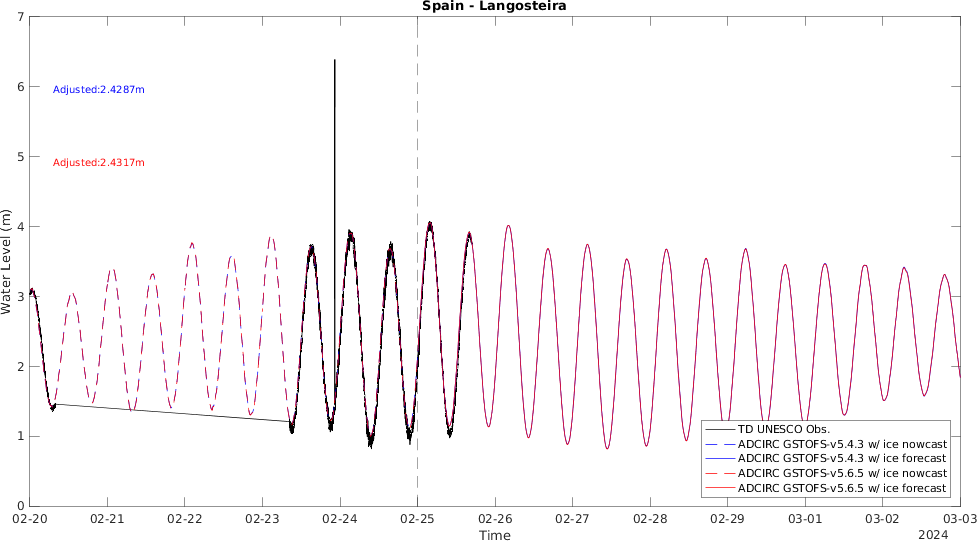 Spain - Langosteira
7
6
5
4
3
2
1
0
Water Level (m)
Adjusted:2.4287m
Adjusted:2.4317m
TD UNESCO Obs.
ADCIRC GSTOFS-v5.4.3 w/ ice nowcast
ADCIRC GSTOFS-v5.4.3 w/ ice forecast
ADCIRC GSTOFS-v5.6.5 w/ ice nowcast
ADCIRC GSTOFS-v5.6.5 w/ ice forecast
02-20 02-21 02-22 02-23 02-24 02-25 02-26 02-27 02-28 02-29 03-01 03-02 03-03
Time
2024